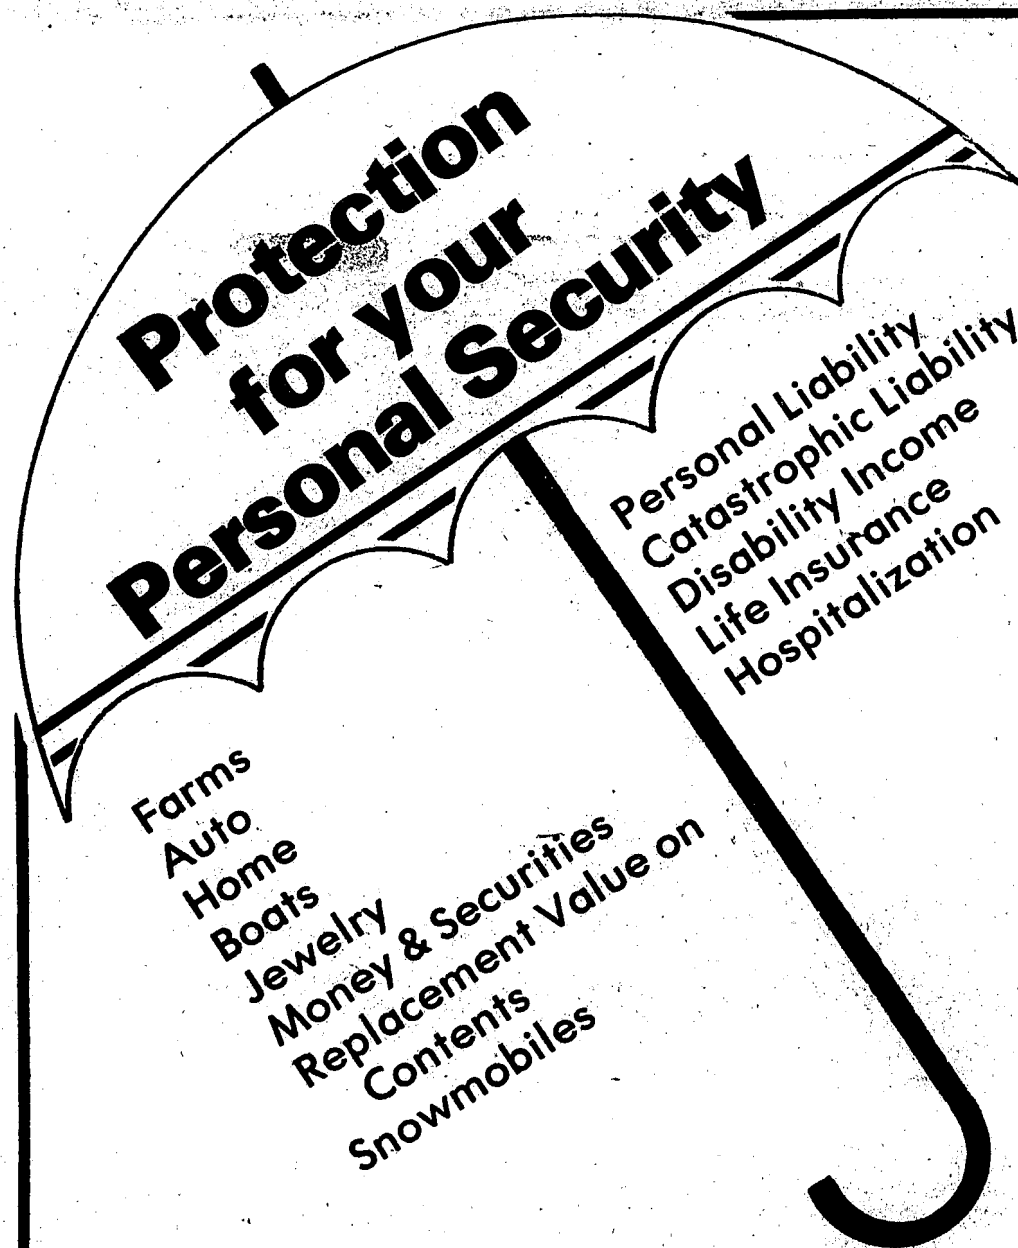 Protection
for your
Personal Security
Personal Liability
Catastrophic Liability
Disability Income
Life Insurance
Hospitalization
Farms
Auto
Home
Boats
Jewelry
Money & Securities
Replacement Value on
Contents
Snowmobiles